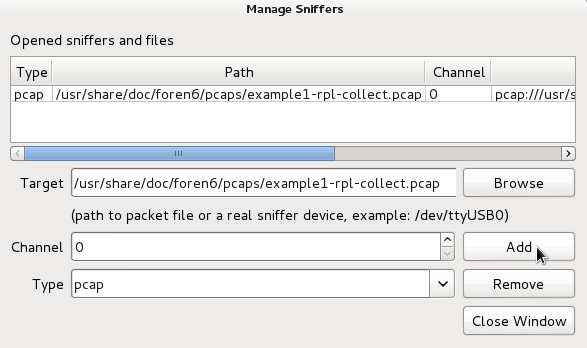 Manage Sniffers
Opened sniffers and files
Type Path Channel
pcap /usr/share/doc/foren6/pcaps/example1-rpl-collect.pcap 0 pcap:///usr/s
Target /usr/share/doc/foren6/pcaps/example1-rpl-collect.pcap Browse
(path to packet file or a real sniffer device, example: /dev/ttyUSB0)
Channel 0 Add
Type pcap Remove
Close Window